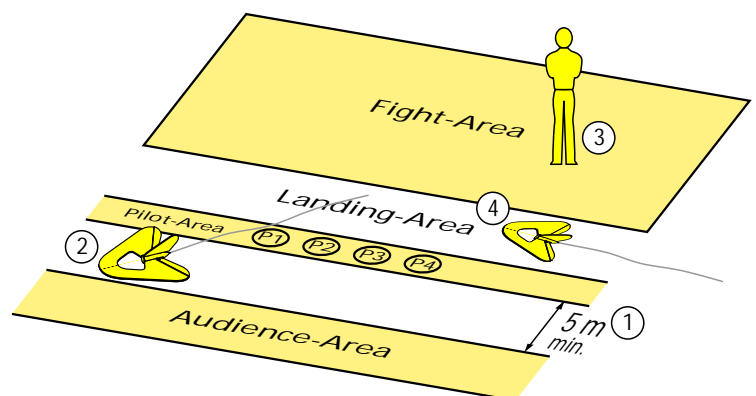 Fight-Area
3
Landing-Area
4
Pilot-Area
2
P1
P2
P3
P4
5 m
min.
1
Audience-Area